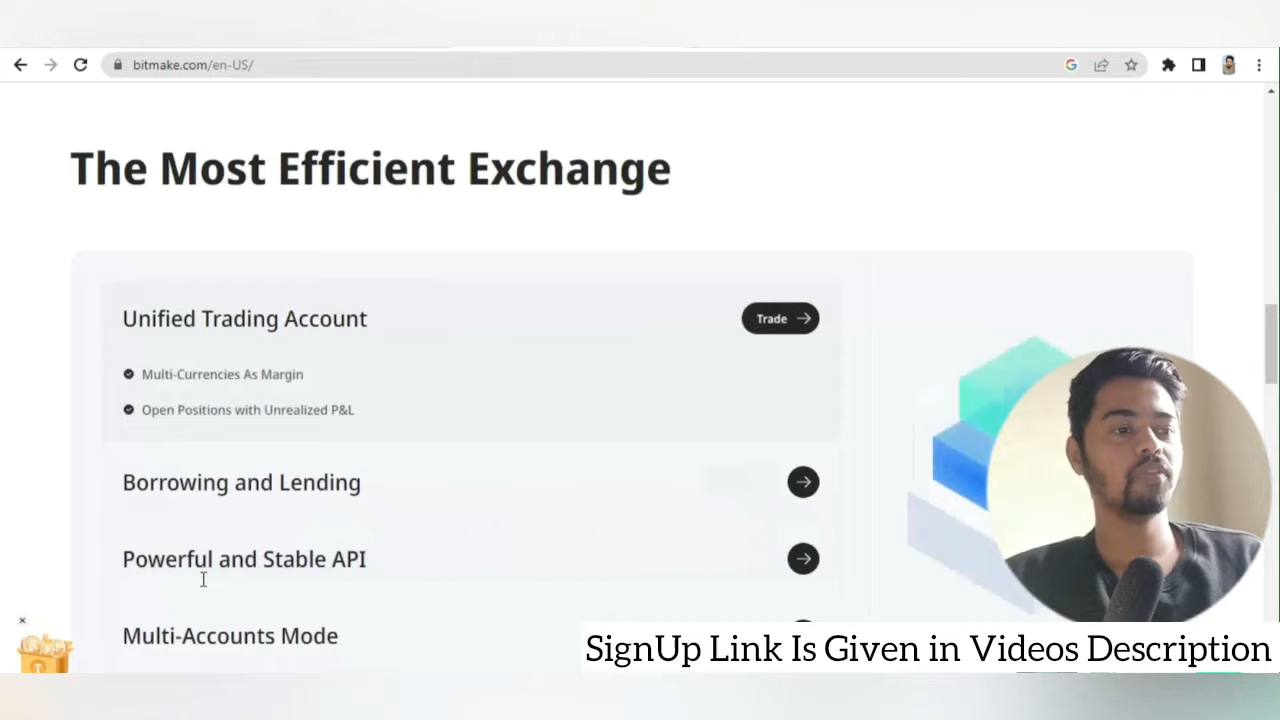 bitmake.com/en-US/
The Most Efficient Exchange
Unified Trading Account
Trade
Multi-Currencies As Margin
Open Positions with Unrealized P&L
Borrowing and Lending
Powerful and Stable API
Multi-Accounts Mode
SignUp Link Is Given in Videos Description